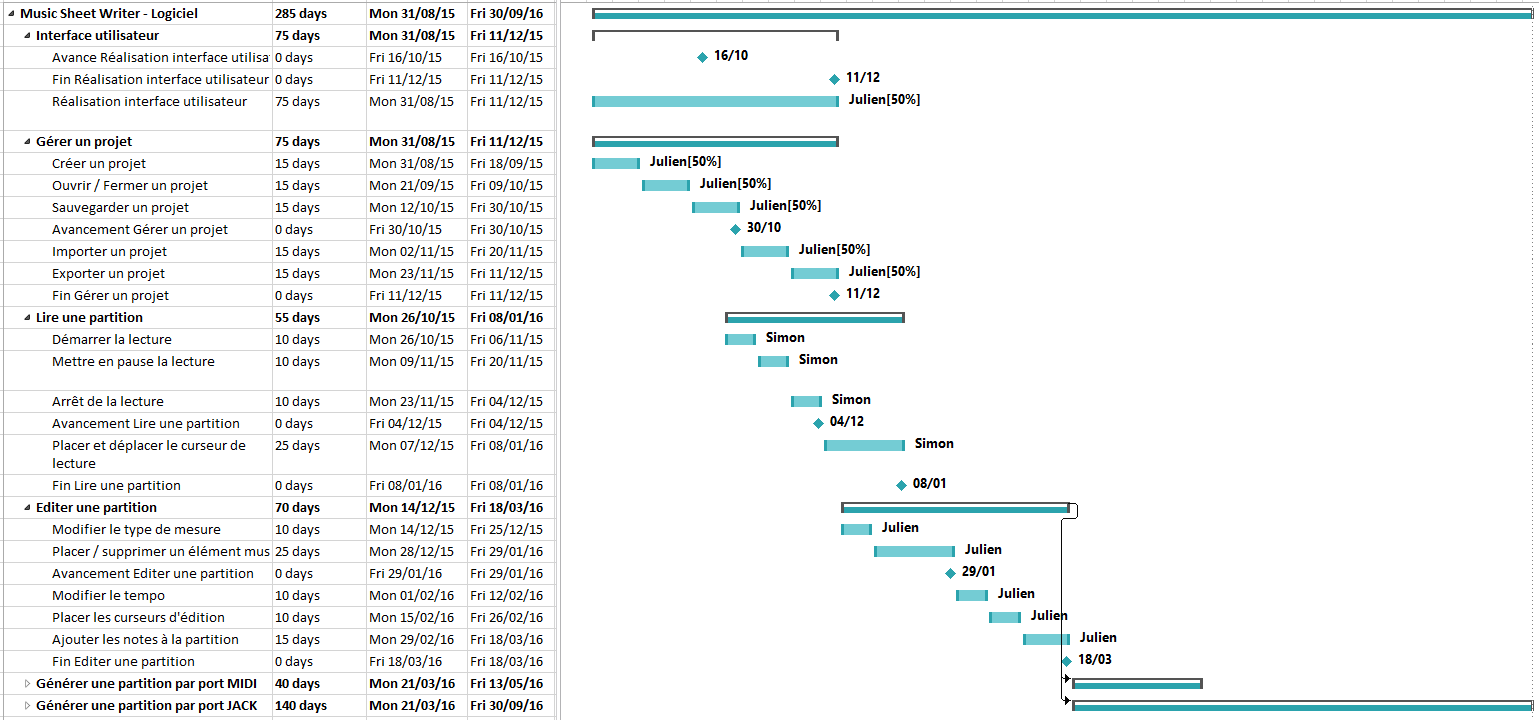 Music Sheet Writer - Logiciel 285 days Mon 31/08/15 Fri 30/09/16
Interface utilisateur 75 days Mon 31/08/15 Fri 11/12/15
Avance Réalisation interface utilisa 0 days Fri 16/10/15 Fri 16/10/15 16/10
Fin Réalisation interface utilisateur 0 days Fri 11/12/15 Fri 11/12/15 11/12
Réalisation interface utilisateur 75 days Mon 31/08/15 Fri 11/12/15 Julien[50%]
Gérer un projet 75 days Mon 31/08/15 Fri 11/12/15
Créer un projet 15 days Mon 31/08/15 Fri 18/09/15 Julien[50%]
Ouvrir / Fermer un projet 15 days Mon 21/09/15 Fri 09/10/15 Julien[50%]
Sauvegarder un projet 15 days Mon 12/10/15 Fri 30/10/15 Julien[50%]
Avancement Gérer un projet 0 days Fri 30/10/15 Fri 30/10/15 30/10
Importer un projet 15 days Mon 02/11/15 Fri 20/11/15 Julien[50%]
Exporter un projet 15 days Mon 23/11/15 Fri 11/12/15 Julien[50%]
Fin Gérer un projet 0 days Fri 11/12/15 Fri 11/12/15 11/12
Lire une partition 55 days Mon 26/10/15 Fri 08/01/16
Démarrer la lecture 10 days Mon 26/10/15 Fri 06/11/15 Simon
Mettre en pause la lecture 10 days Mon 09/11/15 Fri 20/11/15 Simon
Arrêt de la lecture 10 days Mon 23/11/15 Fri 04/12/15 Simon
Avancement Lire une partition 0 days Fri 04/12/15 Fri 04/12/15 04/12
Placer et déplacer le curseur de 25 days Mon 07/12/15 Fri 08/01/16 Simon
lecture
Fin Lire une partition 0 days Fri 08/01/16 Fri 08/01/16 08/01
Editer une partition 70 days Mon 14/12/15 Fri 18/03/16
Modifier le type de mesure 10 days Mon 14/12/15 Fri 25/12/15 Julien
Placer / supprimer un élément mus 25 days Mon 28/12/15 Fri 29/01/16 Julien
Avancement Editer une partition 0 days Fri 29/01/16 Fri 29/01/16 29/01
Modifier le tempo 10 days Mon 01/02/16 Fri 12/02/16 Julien
Placer les curseurs d'édition 10 days Mon 15/02/16 Fri 26/02/16 Julien
Ajouter les notes à la partition 15 days Mon 29/02/16 Fri 18/03/16 Julien
Fin Editer une partition 0 days Fri 18/03/16 Fri 18/03/16 18/03
Générer une partition par port MIDI 40 days Mon 21/03/16 Fri 13/05/16
Générer une partition par port JACK 140 days Mon 21/03/16 Fri 30/09/16